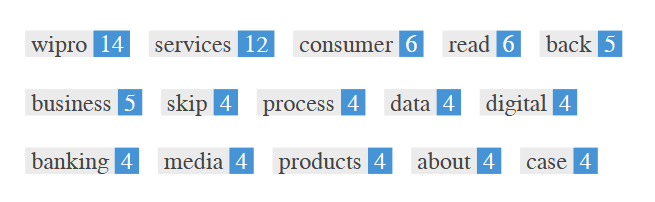 wipro 14 services 12 consumer 6 read 6 back 5
business 5 skip 4 process 4 data 4 digital 4
banking 4 media 4 products 4 about 4 case 4